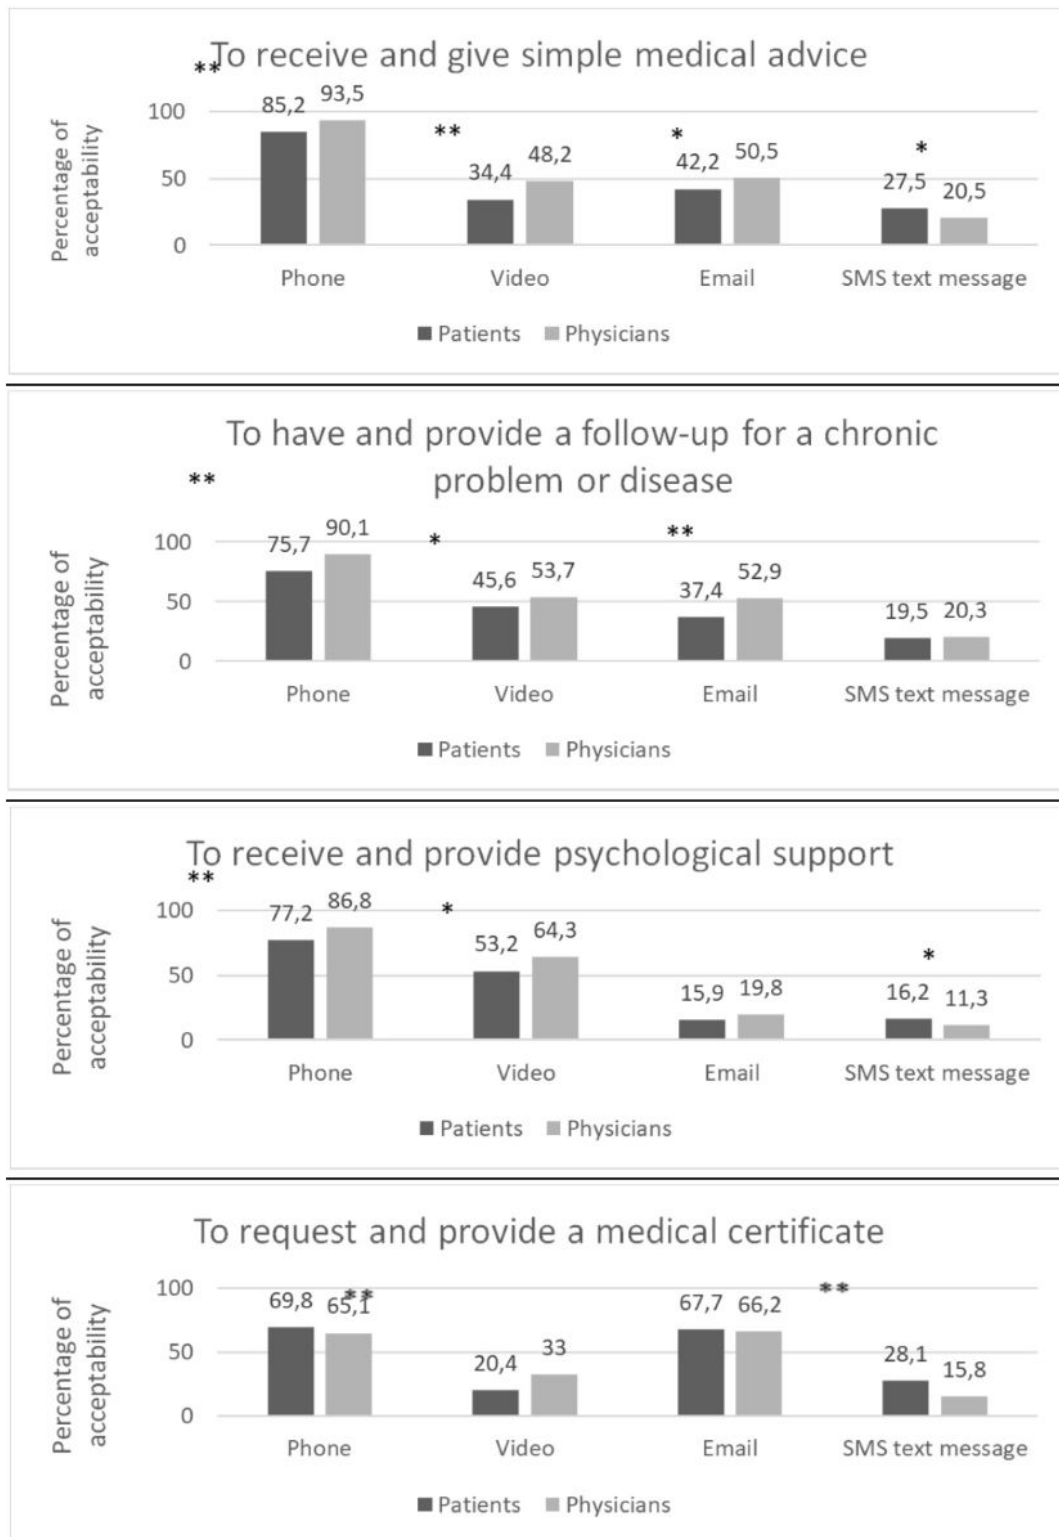 To receive and give simple medical advice
**
Percentage of
acceptability
100
50
0
85,2 93,5
**
34,4 48,2
*
42,2 50,5
*
27,5 20,5
Phone Video Email SMS text message
Patients Physicians
To have and provide a follow-up for a chronic
problem or disease
**
Percentage of
acceptability
100
50
0
75,7 90,1
*
45,6 53,7
**
37,4 52,9
19,5 20,3
Phone Video Email SMS text message
Patients Physicians
To receive and provide psychological support
**
Percentage of
acceptability
100
50
0
77,2 86,8
*
53,2 64,3
15,9 19,8
*
16,2 11,3
Phone Video Email SMS text message
Patients Physicians
To request and provide a medical certificate
Percentage of
acceptability
100
50
0
69,8 65,1
**
20,4 33
67,7 66,2
**
28,1 15,8
Phone Video Email SMS text message
Patients Physicians